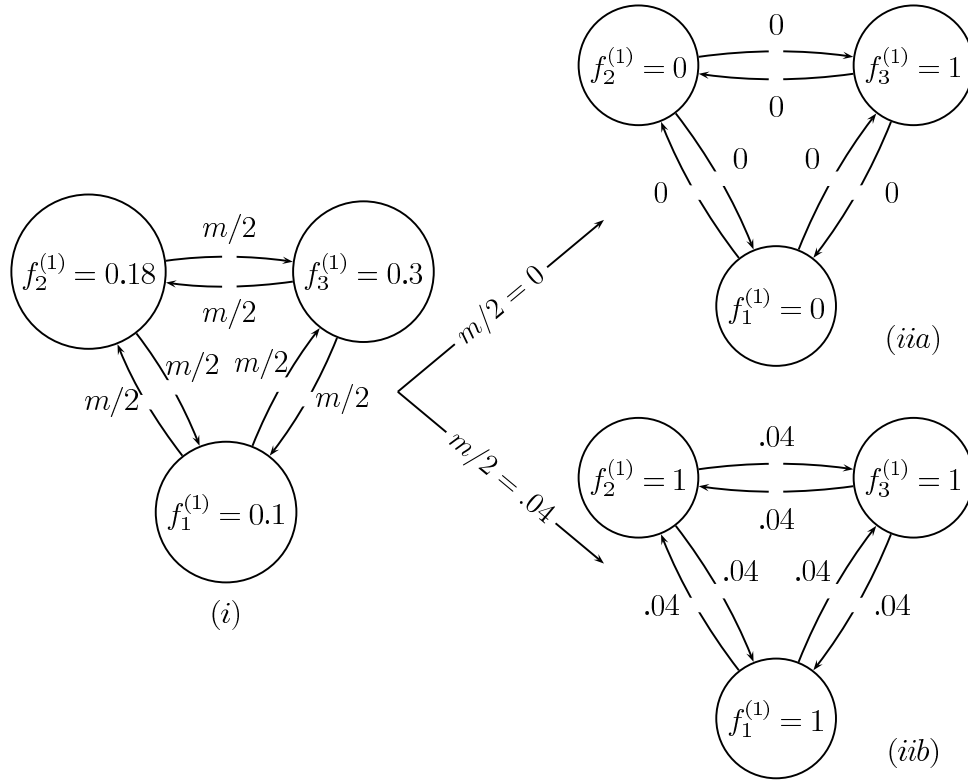 m/2
f_2^{(1)} = 0.18
f_3^{(1)} = 0.3
m/2
m/2
m/2
m/2
m/2
f_1^{(1)} = 0.1
(i)
m/2 = 0
m/2 = .04
0
f_2^{(1)} = 0
f_3^{(1)} = 1
0
0
0
0
0
f_1^{(1)} = 0
(iia)
.04
f_2^{(1)} = 1
f_3^{(1)} = 1
.04
.04
.04
.04
.04
f_1^{(1)} = 1
(iib)